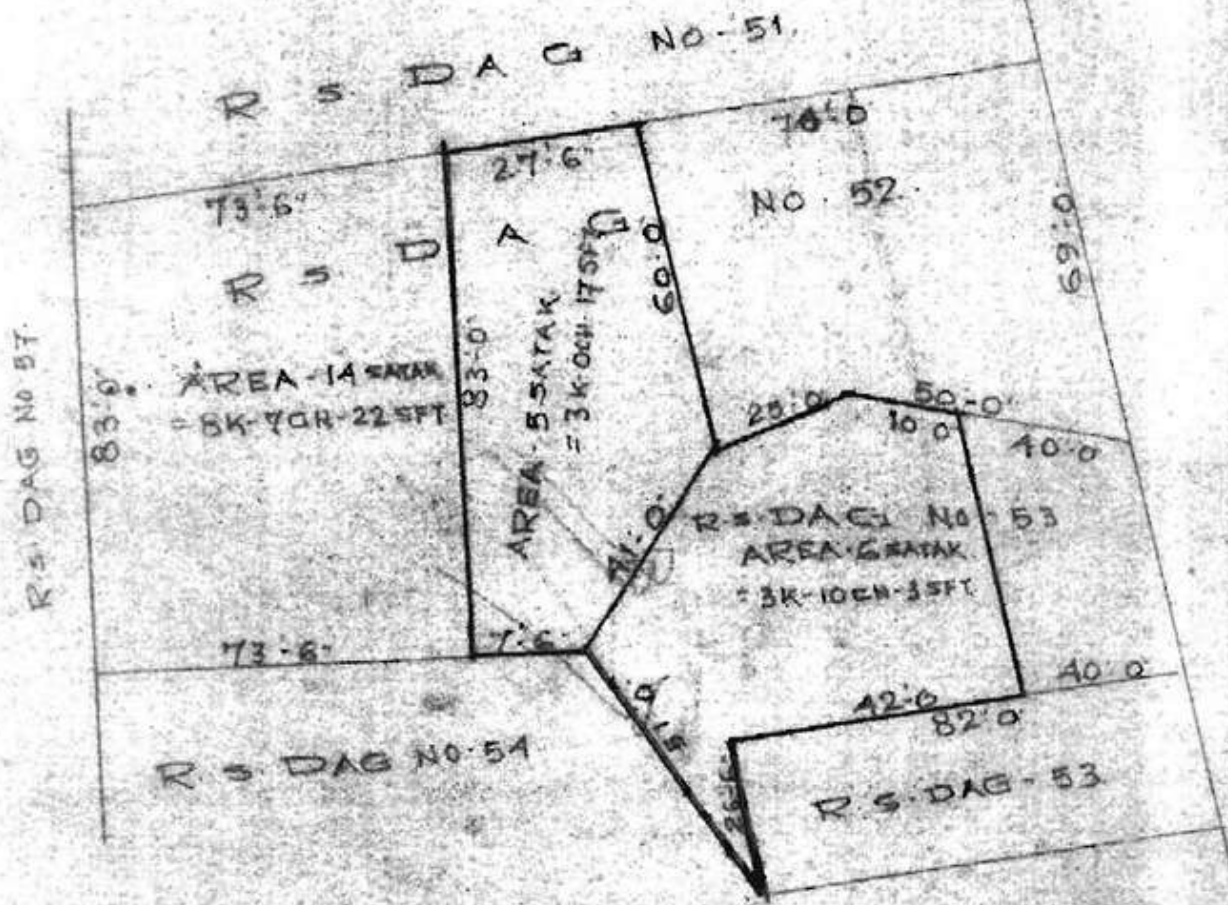 R S DAG NO-51.
73'-6"
27'-6"
R S DAG
NO. 52.
60'-0
69'-0
R.S. DAG NO 57.
83'-0"
AREA-14 SATAK
= 8K-7CH-22 SFT
83'-0"
AREA-5 SATAK
= 3K-0CH-17 SFT
25'-0
50'-0
10'-0
40'-0
R.S. DAG NO-53
AREA-6 SATAK
= 3K-10CH-3 SFT
73'-6"
7'-6"
42'-0
82'-0
40'-0
R.S. DAG NO-54
51'-0
26'-6"
R.S. DAG-53